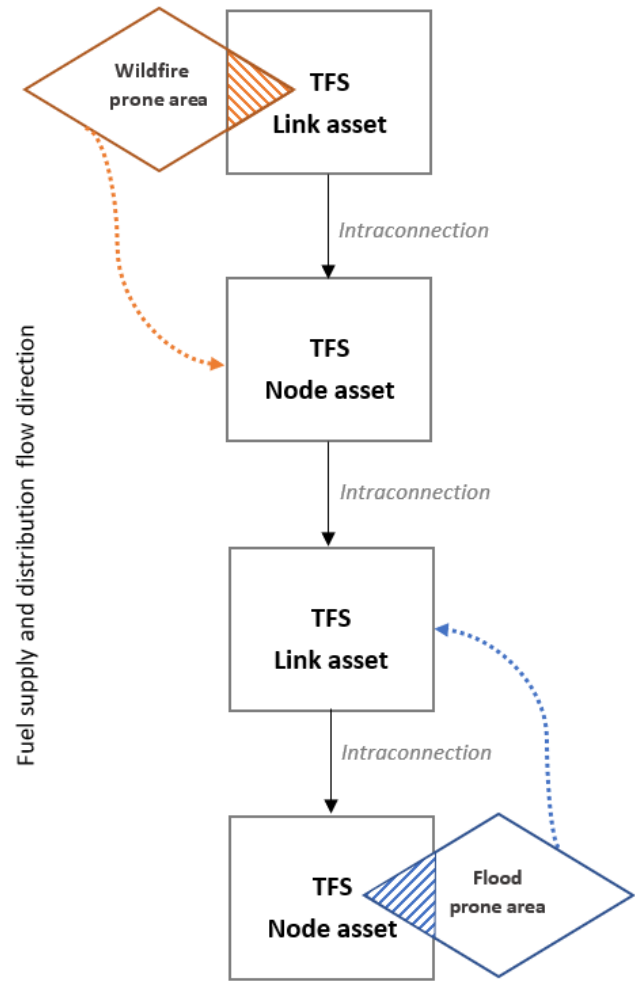 Wildfire
prone area
TFS
Link asset
Intraconnection
TFS
Node asset
Intraconnection
Fuel supply and distribution flow direction
TFS
Link asset
Intraconnection
TFS
Node asset
Flood
prone area